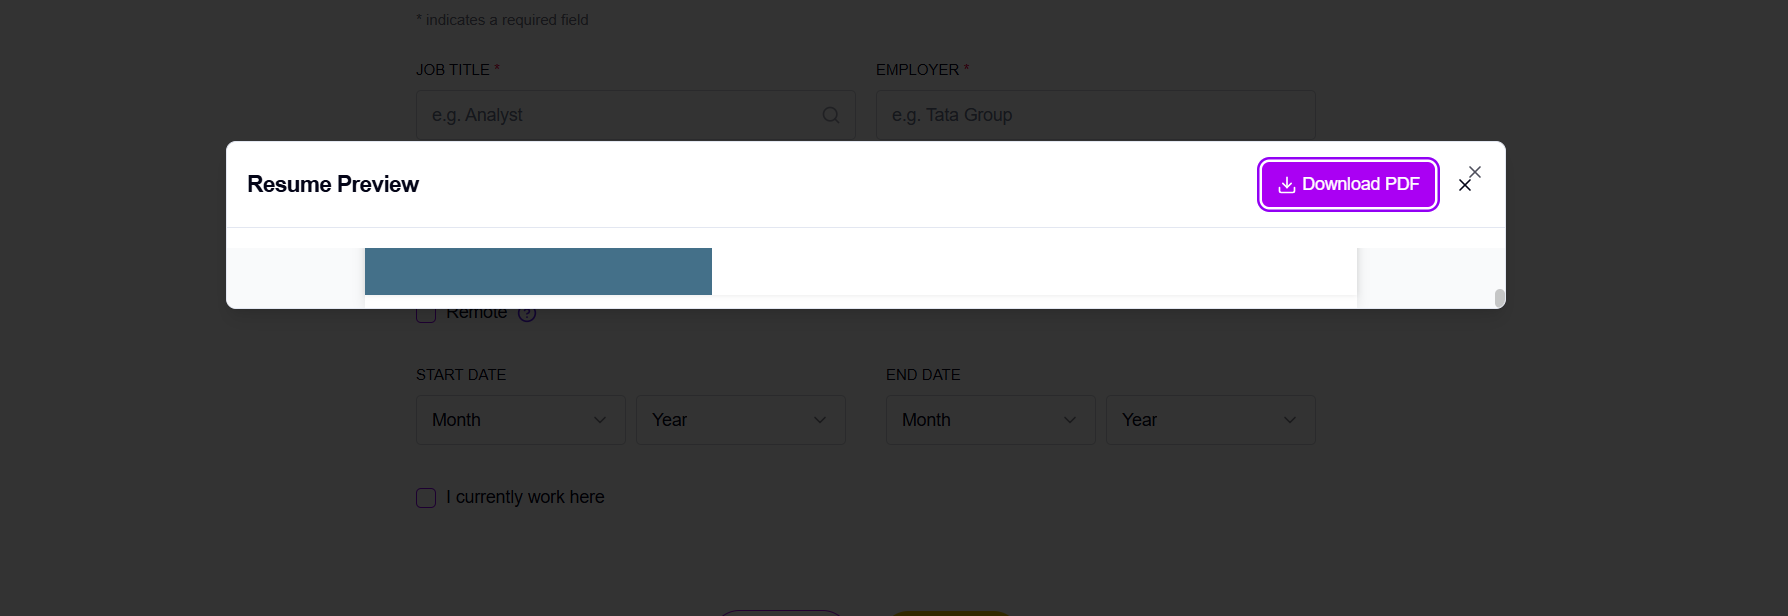 * indicates a required field
JOB TITLE *
EMPLOYER *
e.g. Analyst
e.g. Tata Group
Resume Preview
Download PDF
Remote ?
START DATE
END DATE
Month
Year
Month
Year
I currently work here